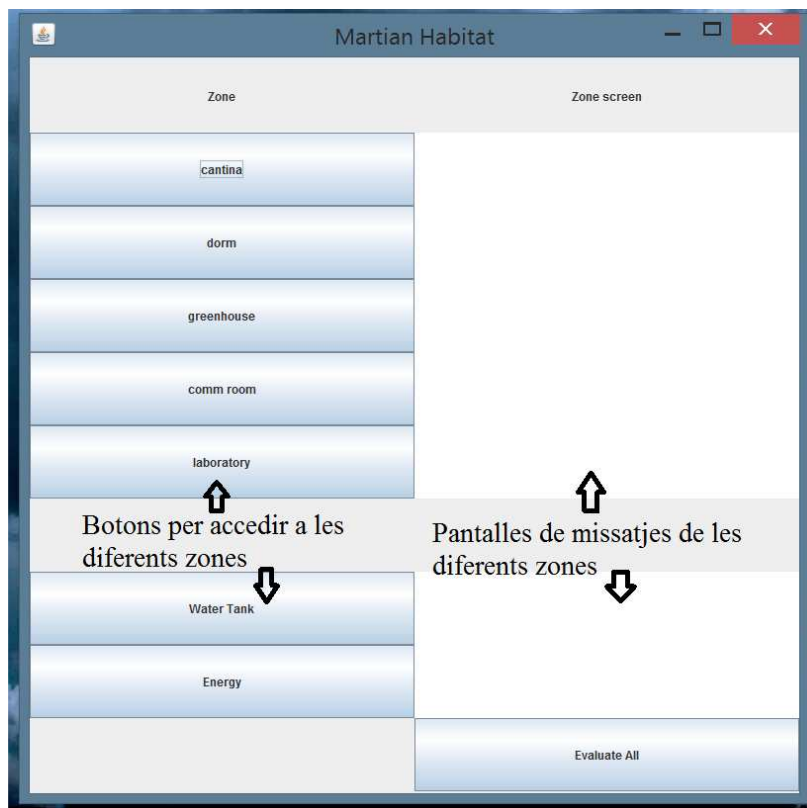 Martian Habitat
Zone
Zone screen
cantina
dorm
greenhouse
comm room
laboratory
Botons per accedir a les
diferents zones
Pantalles de missatjes de les
diferents zones
Water Tank
Energy
Evaluate All